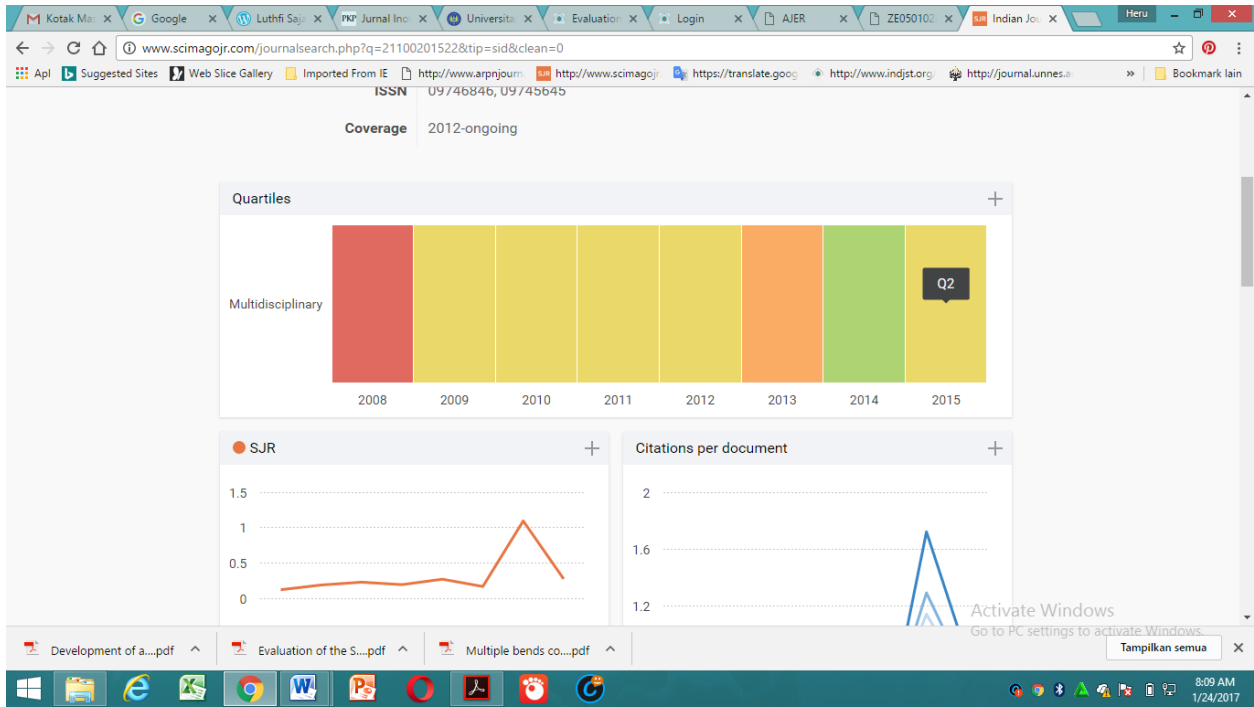 Kotak Ma
Google
Luthfi Saja
PKP Jurnal Ino
Universita
Evaluation
Login
AJER
ZE050102
SJR Indian Jou
Heru
www.scimagojr.com/journalsearch.php?q=21100201522&tip=sid&clean=0
Apl
Suggested Sites
Web Slice Gallery
Imported From IE
http://www.arpnjourn
http://www.scimagojr
https://translate.goog
http://www.indjst.org
http://journal.unnes.a
»
Bookmark lain
ISSN 09746846, 09745645
Coverage 2012-ongoing
Quartiles
Q2
Multidisciplinary
2008 2009 2010 2011 2012 2013 2014 2015
SJR
1.5
1
0.5
0
Citations per document
2
1.6
1.2
Activate Windows
Go to PC settings to activate Windows.
Development of a....pdf
Evaluation of the S....pdf
Multiple bends co....pdf
Tampilkan semua
8:09 AM
1/24/2017